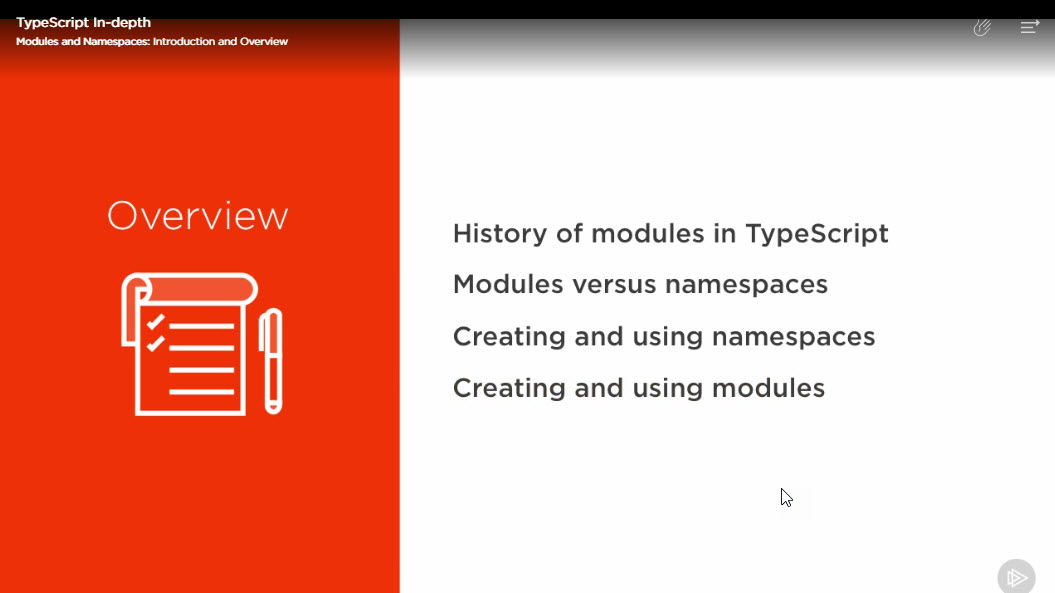 TypeScript In-depth
Modules and Namespaces: Introduction and Overview
Overview
History of modules in TypeScript
Modules versus namespaces
Creating and using namespaces
Creating and using modules